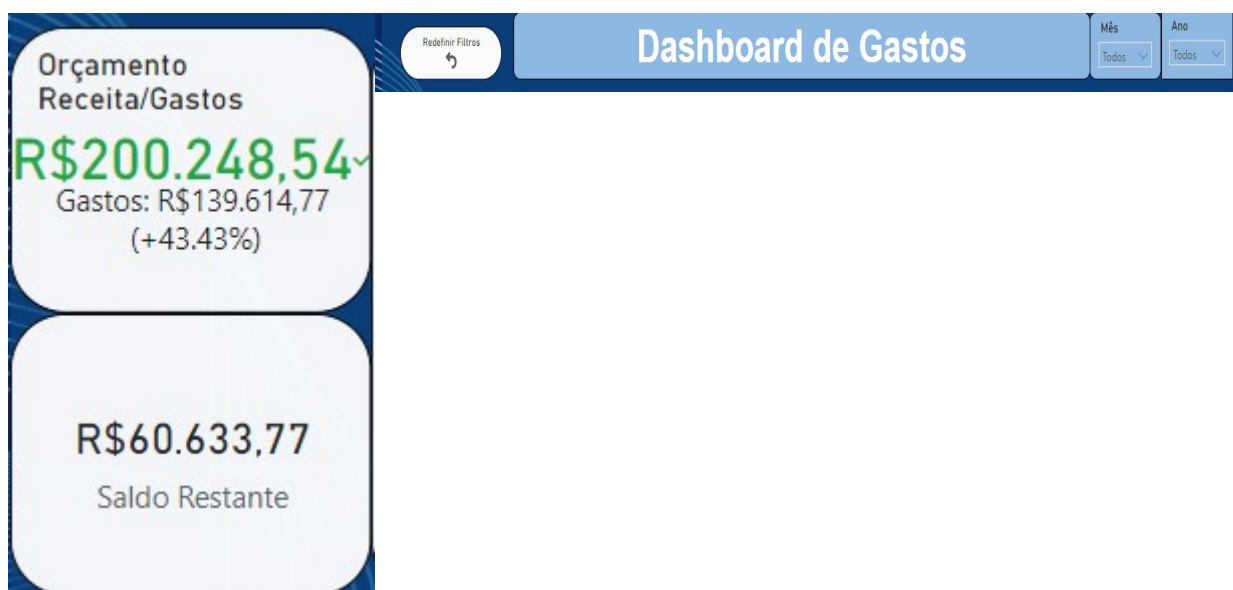 Orçamento
Receita/Gastos
R$200.248,54
Gastos: R$139.614,77
(+43.43%)
R$60.633,77
Saldo Restante
Redefinir Filtros
Dashboard de Gastos
Mês
Todos
Ano
Todos